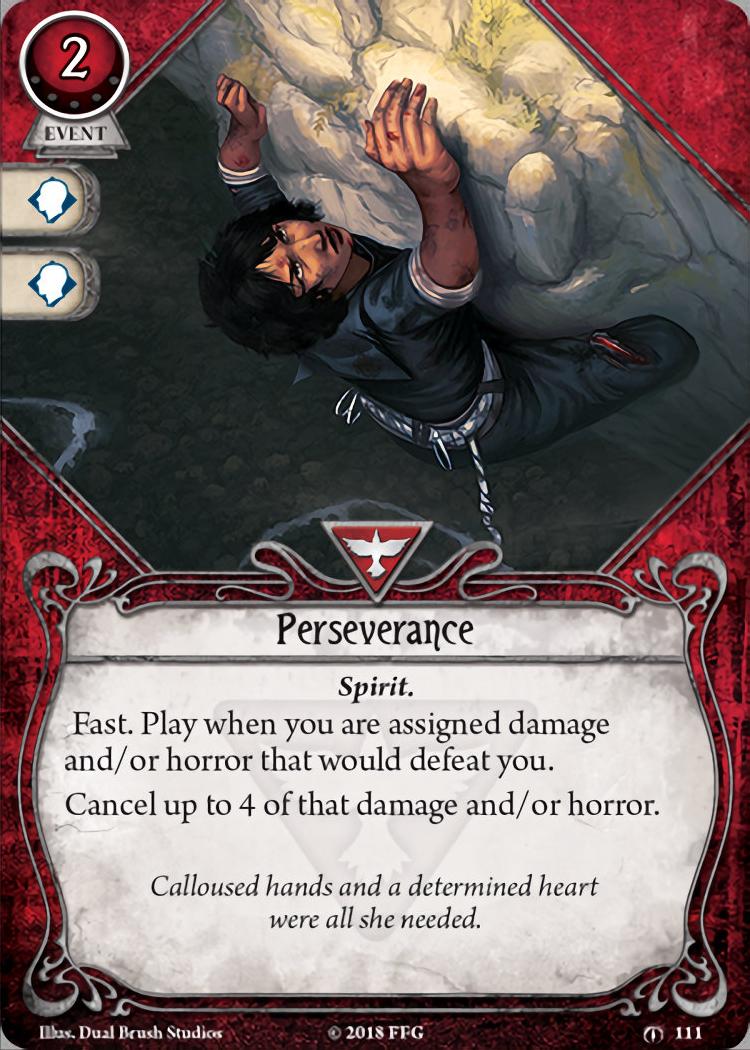 2
EVENT
Perseverance
Spirit.
Fast. Play when you are assigned damage
and/or horror that would defeat you.
Cancel up to 4 of that damage and/or horror.
Calloused hands and a determined heart
were all she needed.
Illus. Dual Brush Studios
© 2018 FFG
111